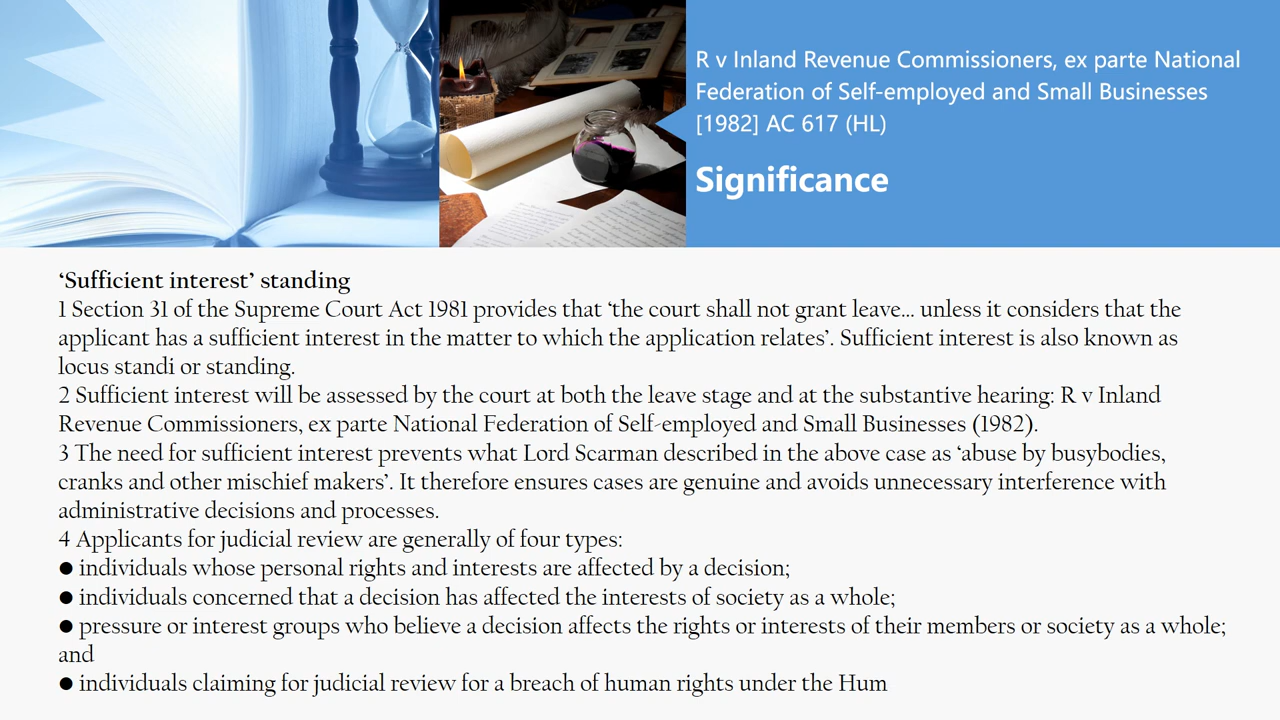 R v Inland Revenue Commissioners, ex parte National
Federation of Self-employed and Small Businesses
[1982] AC 617 (HL)
Significance
‘Sufficient interest’ standing
1 Section 31 of the Supreme Court Act 1981 provides that ‘the court shall not grant leave... unless it considers that the
applicant has a sufficient interest in the matter to which the application relates’. Sufficient interest is also known as
locus standi or standing.
2 Sufficient interest will be assessed by the court at both the leave stage and at the substantive hearing: R v Inland
Revenue Commissioners, ex parte National Federation of Self-employed and Small Businesses (1982).
3 The need for sufficient interest prevents what Lord Scarman described in the above case as ‘abuse by busybodies,
cranks and other mischief makers’. It therefore ensures cases are genuine and avoids unnecessary interference with
administrative decisions and processes.
4 Applicants for judicial review are generally of four types:
● individuals whose personal rights and interests are affected by a decision;
● individuals concerned that a decision has affected the interests of society as a whole;
● pressure or interest groups who believe a decision affects the rights or interests of their members or society as a whole;
and
● individuals claiming for judicial review for a breach of human rights under the Hum